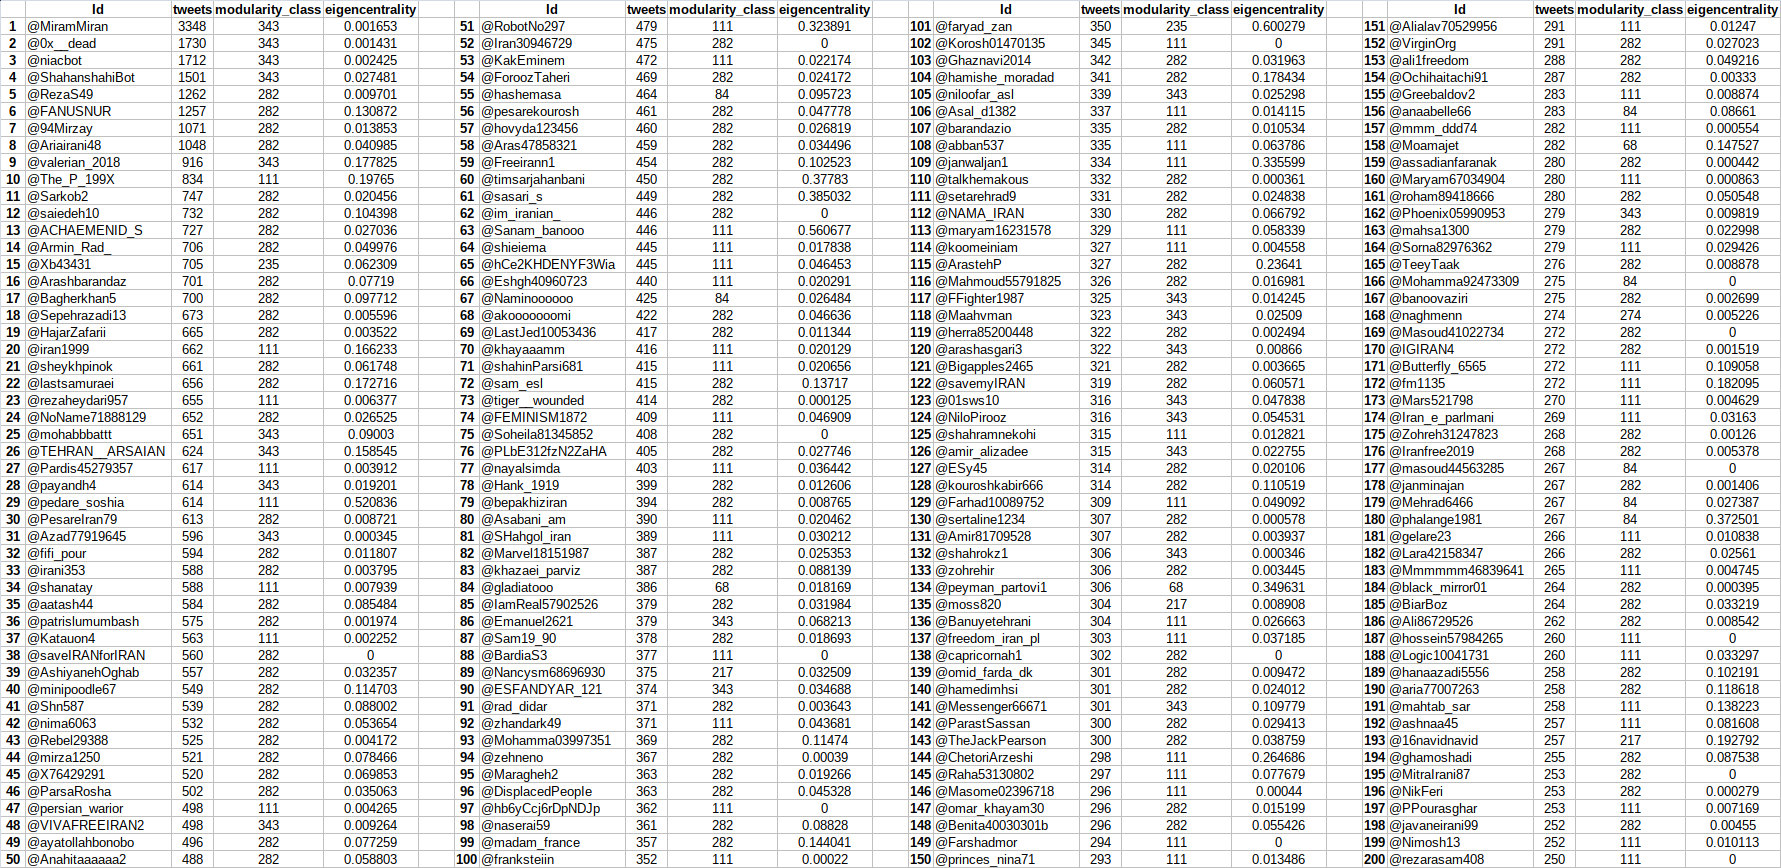 Id tweets modularity_class eigencentrality Id tweets modularity_class eigencentrality Id tweets modularity_class eigencentrality Id tweets modularity_class eigencentrality
1 @MiramMiran 3348 343 0.001653 51 @RobotNo297 479 111 0.323891 101 @faryad_zan 350 235 0.600279 151 @Alialav70529956 291 111 0.01247
2 @0x__dead 1730 343 0.001431 52 @Iran30946729 475 282 0 102 @Korosh01470135 345 111 0 152 @VirginOrg 291 282 0.027023
3 @niacbot 1712 343 0.002425 53 @KakEminem 472 111 0.022174 103 @Ghaznavi2014 342 282 0.031963 153 @ali1freedom 288 282 0.049216
4 @ShahanshahiBot 1501 343 0.027481 54 @ForoozTaheri 469 282 0.024172 104 @hamishe_moradad 341 282 0.178434 154 @Ochihaitachi91 287 282 0.00333
5 @RezaS49 1262 282 0.009701 55 @hashemasa 464 84 0.095723 105 @niloofar_asl 339 343 0.025298 155 @Greebaldov2 283 111 0.008874
6 @FANUSNUR 1257 282 0.130872 56 @pesarekourosh 461 282 0.047778 106 @Asal_d1382 337 111 0.014115 156 @anaabelle66 283 84 0.08661
7 @94Mirzay 1071 282 0.013853 57 @hovyda123456 460 282 0.026819 107 @barandazio 335 282 0.010534 157 @mmm_ddd74 282 111 0.000554
8 @Ariairani48 1048 282 0.040985 58 @Aras47858321 459 282 0.034496 108 @abban537 335 111 0.063786 158 @Moamajet 282 68 0.147527
9 @valerian_2018 916 343 0.177825 59 @Freeirann1 454 282 0.102523 109 @janwaljan1 334 111 0.335599 159 @assadianfaranak 280 282 0.000442
10 @The_P_199X 834 111 0.19765 60 @timsarjahanbani 450 282 0.37783 110 @talkhemakous 332 282 0.000361 160 @Maryam67034904 280 111 0.000863
11 @Sarkob2 747 282 0.020456 61 @sasari_s 449 282 0.385032 111 @setarehrad9 331 282 0.024838 161 @roham89418666 280 282 0.050548
12 @saiedeh10 732 282 0.104398 62 @im_iranian_ 446 282 0 112 @NAMA_IRAN 330 282 0.066792 162 @Phoenix05990953 279 343 0.009819
13 @ACHAEMENID_S 727 282 0.027036 63 @Sanam_banooo 446 111 0.560677 113 @maryam16231578 329 111 0.058339 163 @mahsa1300 279 282 0.022998
14 @Armin_Rad_ 706 282 0.049976 64 @shieiema 445 111 0.017838 114 @koomeiniam 327 111 0.004558 164 @Sorna82976362 279 111 0.029426
15 @Xb43431 705 235 0.062309 65 @hCe2KHDENYF3Wia 445 111 0.046453 115 @ArastehP 327 282 0.23641 165 @TeeyTaak 276 282 0.008878
16 @Arashbarandaz 701 282 0.07719 66 @Eshgh40960723 440 111 0.020291 116 @Mahmoud55791825 326 282 0.016981 166 @Mohamma92473309 275 84 0
17 @Bagherkhan5 700 282 0.097712 67 @Naminoooooo 425 84 0.026484 117 @FFighter1987 325 343 0.014245 167 @banoovaziri 275 282 0.002699
18 @Sepehrazadi13 673 282 0.005596 68 @akooooooomi 422 282 0.046636 118 @Maahvman 323 343 0.02509 168 @naghmenn 274 274 0.005226
19 @HajarZafarii 665 282 0.003522 69 @LastJed10053436 417 282 0.011344 119 @herra85200448 322 282 0.002494 169 @Masoud41022734 272 282 0
20 @iran1999 662 111 0.166233 70 @khayaaamm 416 111 0.020129 120 @arashasgari3 322 343 0.00866 170 @IGIRAN4 272 282 0.001519
21 @sheykhpinok 661 282 0.061748 71 @shahinParsi681 415 111 0.020656 121 @Bigapples2465 321 282 0.003665 171 @Butterfly_6565 272 111 0.109058
22 @lastsamuraei 656 282 0.172716 72 @sam_esl 415 282 0.13717 122 @savemyIRAN 319 282 0.060571 172 @fm1135 272 111 0.182095
23 @rezaheydari957 655 111 0.006377 73 @tiger__wounded 414 282 0.000125 123 @01sws10 316 343 0.047838 173 @Mars521798 270 111 0.004629
24 @NoName71888129 652 282 0.026525 74 @FEMINISM1872 409 111 0.046909 124 @NiloPirooz 316 343 0.054531 174 @Iran_e_parlmani 269 111 0.03163
25 @mohabbbattt 651 343 0.09003 75 @Soheila81345852 408 282 0 125 @shahramnekohi 315 111 0.012821 175 @Zohreh31247823 268 282 0.00126
26 @TEHRAN__ARSAIAN 624 343 0.158545 76 @PLbE312fzN2ZaHA 405 282 0.027746 126 @amir_alizadee 315 343 0.022755 176 @Iranfree2019 268 282 0.005378
27 @Pardis45279357 617 111 0.003912 77 @nayalsimda 403 111 0.036442 127 @ESy45 314 282 0.020106 177 @masoud44563285 267 84 0
28 @payandh4 614 343 0.019201 78 @Hank_1919 399 282 0.012606 128 @kouroshkabir666 314 282 0.110519 178 @janminajan 267 282 0.001406
29 @pedare_soshia 614 111 0.520836 79 @bepakhiziran 394 282 0.008765 129 @Farhad10089752 309 111 0.049092 179 @Mehrad6466 267 84 0.027387
30 @PesareIran79 613 282 0.008721 80 @Asabani_am 390 111 0.020462 130 @sertaline1234 307 282 0.000578 180 @phalange1981 267 84 0.372501
31 @Azad77919645 596 343 0.000345 81 @SHahgol_iran 389 111 0.030212 131 @Amir81709528 307 282 0.003937 181 @gelare23 266 111 0.010838
32 @fifi_pour 594 282 0.011807 82 @Marvel18151987 387 282 0.025353 132 @shahrokz1 306 343 0.000346 182 @Lara42158347 266 282 0.02561
33 @irani353 588 282 0.003795 83 @khazaei_parviz 387 282 0.088139 133 @zohrehir 306 282 0.003445 183 @Mmmmmm46839641 265 111 0.004745
34 @shanatay 588 111 0.007939 84 @gladiatooo 386 68 0.018169 134 @peyman_partovi1 306 68 0.349631 184 @black_mirror01 264 282 0.000395
35 @aatash44 584 282 0.085484 85 @IamReal57902526 379 282 0.031984 135 @moss820 304 217 0.008908 185 @BiarBoz 264 282 0.033219
36 @patrislumumbash 575 282 0.001974 86 @Emanuel2621 379 343 0.068213 136 @Banuyetehrani 304 111 0.026663 186 @Ali86729526 262 282 0.008542
37 @Katauon4 563 111 0.002252 87 @Sam19_90 378 282 0.018693 137 @freedom_iran_pl 303 111 0.037185 187 @hossein57984265 260 111 0
38 @saveIRANforIRAN 560 282 0 88 @BardiaS3 377 111 0 138 @capricornah1 302 282 0 188 @Logic10041731 260 111 0.033297
39 @AshiyanehOghab 557 282 0.032357 89 @Nancysm68696930 375 217 0.032509 139 @omid_farda_dk 301 282 0.009472 189 @hanaazadi5556 258 282 0.102191
40 @minipoodle67 549 282 0.114703 90 @ESFANDYAR_121 374 343 0.034688 140 @hamedimhsi 301 282 0.024012 190 @aria77007263 258 282 0.118618
41 @Shn587 539 282 0.088002 91 @rad_didar 371 282 0.003643 141 @Messenger66671 301 343 0.109779 191 @mahtab_sar 258 111 0.138223
42 @nima6063 532 282 0.053654 92 @zhandark49 371 111 0.043681 142 @ParastSassan 300 282 0.029413 192 @ashnaa45 257 111 0.081608
43 @Rebel29388 525 282 0.004172 93 @Mohamma03997351 369 282 0.11474 143 @TheJackPearson 300 282 0.038759 193 @16navidnavid 257 217 0.192792
44 @mirza1250 521 282 0.078466 94 @zehneno 367 282 0.00039 144 @ChetoriArzeshi 298 111 0.264686 194 @ghamoshadi 255 282 0.087538
45 @X76429291 520 282 0.069853 95 @Maragheh2 363 282 0.019266 145 @Raha53130802 297 111 0.077679 195 @MitraIrani87 253 282 0
46 @ParsaRosha 502 282 0.035063 96 @DisplacedPeople 363 282 0.045328 146 @Masome02396718 296 111 0.00044 196 @NikFeri 253 282 0.000279
47 @persian_warior 498 111 0.004265 97 @hb6yCcj6rDpNDJp 362 111 0 147 @omar_khayam30 296 282 0.015199 197 @PPourasghar 253 111 0.007169
48 @VIVAFREEIRAN2 498 343 0.009264 98 @naserai59 361 282 0.08828 148 @Benita40030301b 296 282 0.055426 198 @javaneirani99 252 282 0.00455
49 @ayatollahbonobo 496 282 0.077259 99 @madam_france 357 282 0.144041 149 @Farshadmor 294 282 0 199 @Nimosh13 252 111 0.010113
50 @Anahitaaaaaa2 488 282 0.058803 100 @franksteiin 352 111 0.00022 150 @princes_nina71 293 111 0.013486 200 @rezarasam408 250 111 0